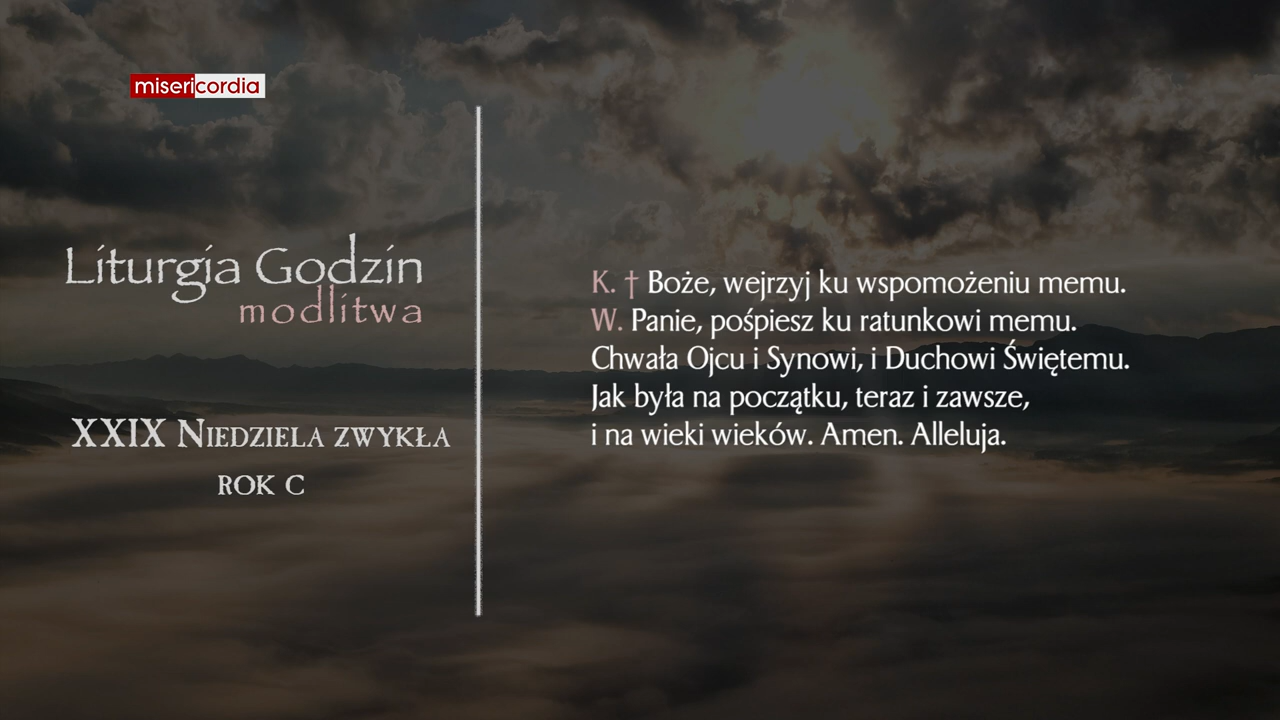 misericordia
Liturgia Godzin
modlitwa
XXIX Niedziela zwykła
rok C
K. † Boże, wejrzyj ku wspomożeniu memu.
W. Panie, pośpiesz ku ratunkowi memu.
Chwała Ojcu i Synowi, i Duchowi Świętemu.
Jak była na początku, teraz i zawsze,
i na wieki wieków. Amen. Alleluja.